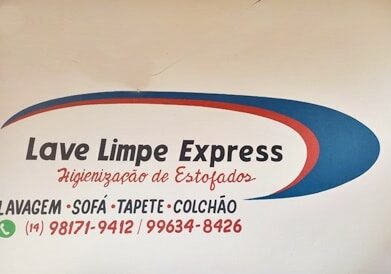 Lave Limpe Express
Higienização de Estofados
LAVAGEM • SOFÁ • TAPETE • COLCHÃO
(14) 98171-9412 / 99634-8426